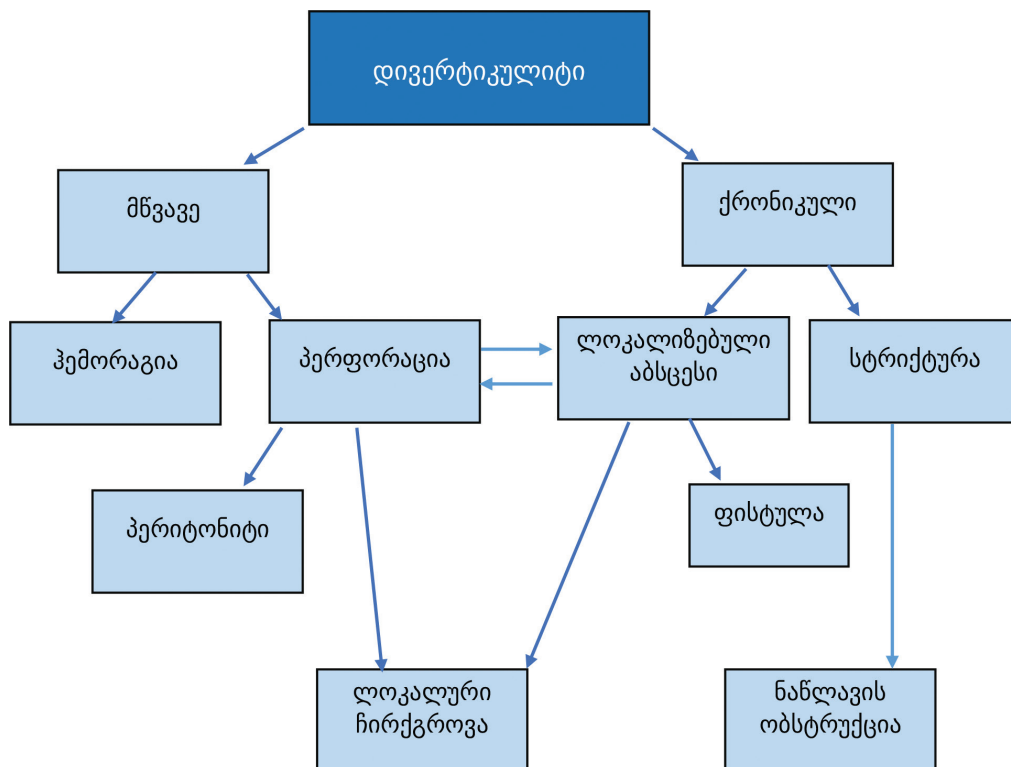 დივერტიკულიტი
მწვავე
ქრონიკული
ჰემორაგია
პერფორაცია
ლოკალიზებული
აბსცესი
სტრიქტურა
პერიტონიტი
ფისტულა
ლოკალური
ჩირქგროვა
ნაწლავის
ობსტრუქცია